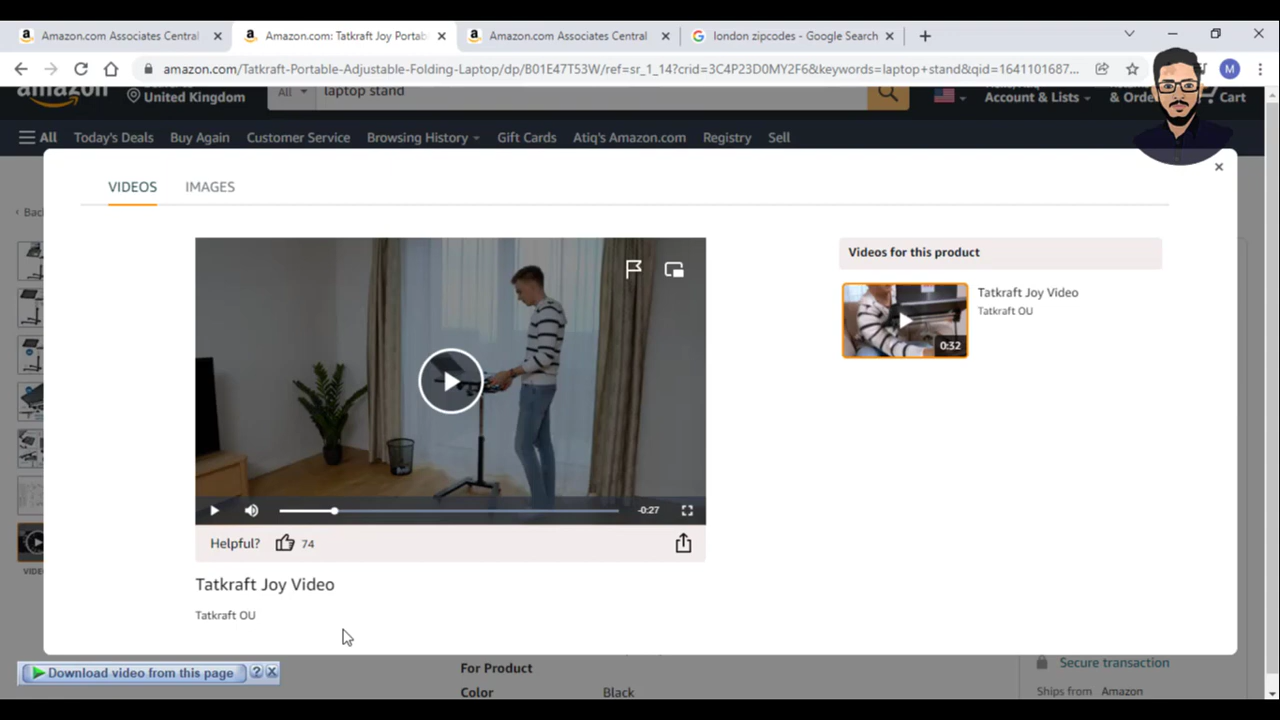 Amazon.com Associates Central
Amazon.com: Tatkraft Joy Portab
Amazon.com Associates Central
london zipcodes - Google Search
amazon.com/Tatkraft-Portable-Adjustable-Folding-Laptop/dp/B01E47T53W/ref=sr_1_14?crid=3C4P23D0MY2F6&keywords=laptop+stand&qid=1641101687...
M
amazon
United Kingdom
All
laptop stand
Account & Lists
& Orde
Cart
All
Today's Deals
Buy Again
Customer Service
Browsing History
Gift Cards
Atiq's Amazon.com
Registry
Sell
‹ Back
VIDEOS
IMAGES
Videos for this product
Tatkraft Joy Video
Tatkraft OU
0:32
-0:27
Helpful?
74
Tatkraft Joy Video
Tatkraft OU
VIDE
Download video from this page
?
For Product
Color
Black
Secure transaction
Ships from
Amazon